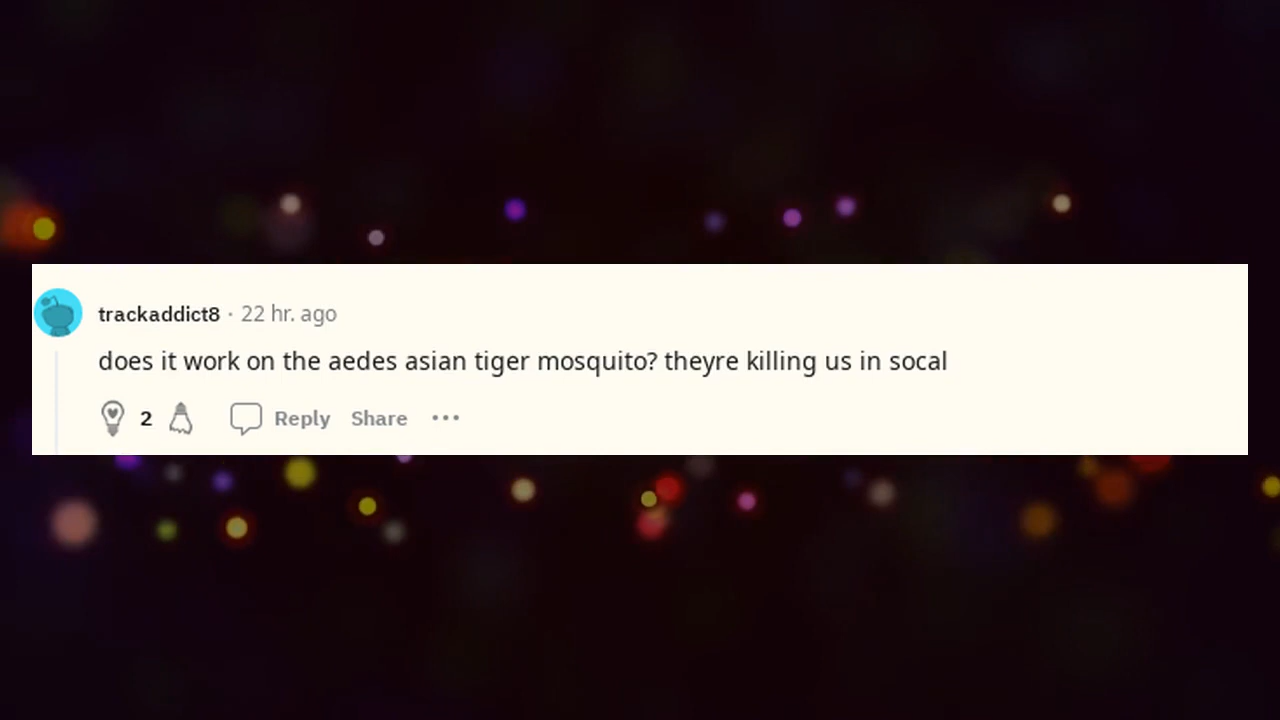 trackaddict8 · 22 hr. ago
does it work on the aedes asian tiger mosquito? theyre killing us in socal
2 Reply Share ···